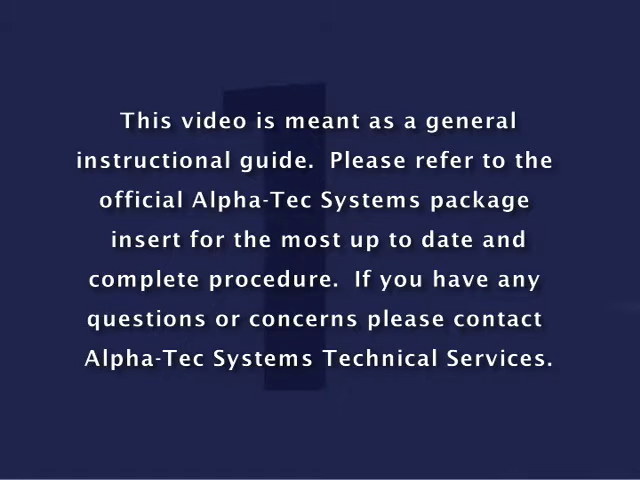 This video is meant as a general
instructional guide.  Please refer to the
official Alpha-Tec Systems package
insert for the most up to date and
complete procedure.  If you have any
questions or concerns please contact
Alpha-Tec Systems Technical Services.